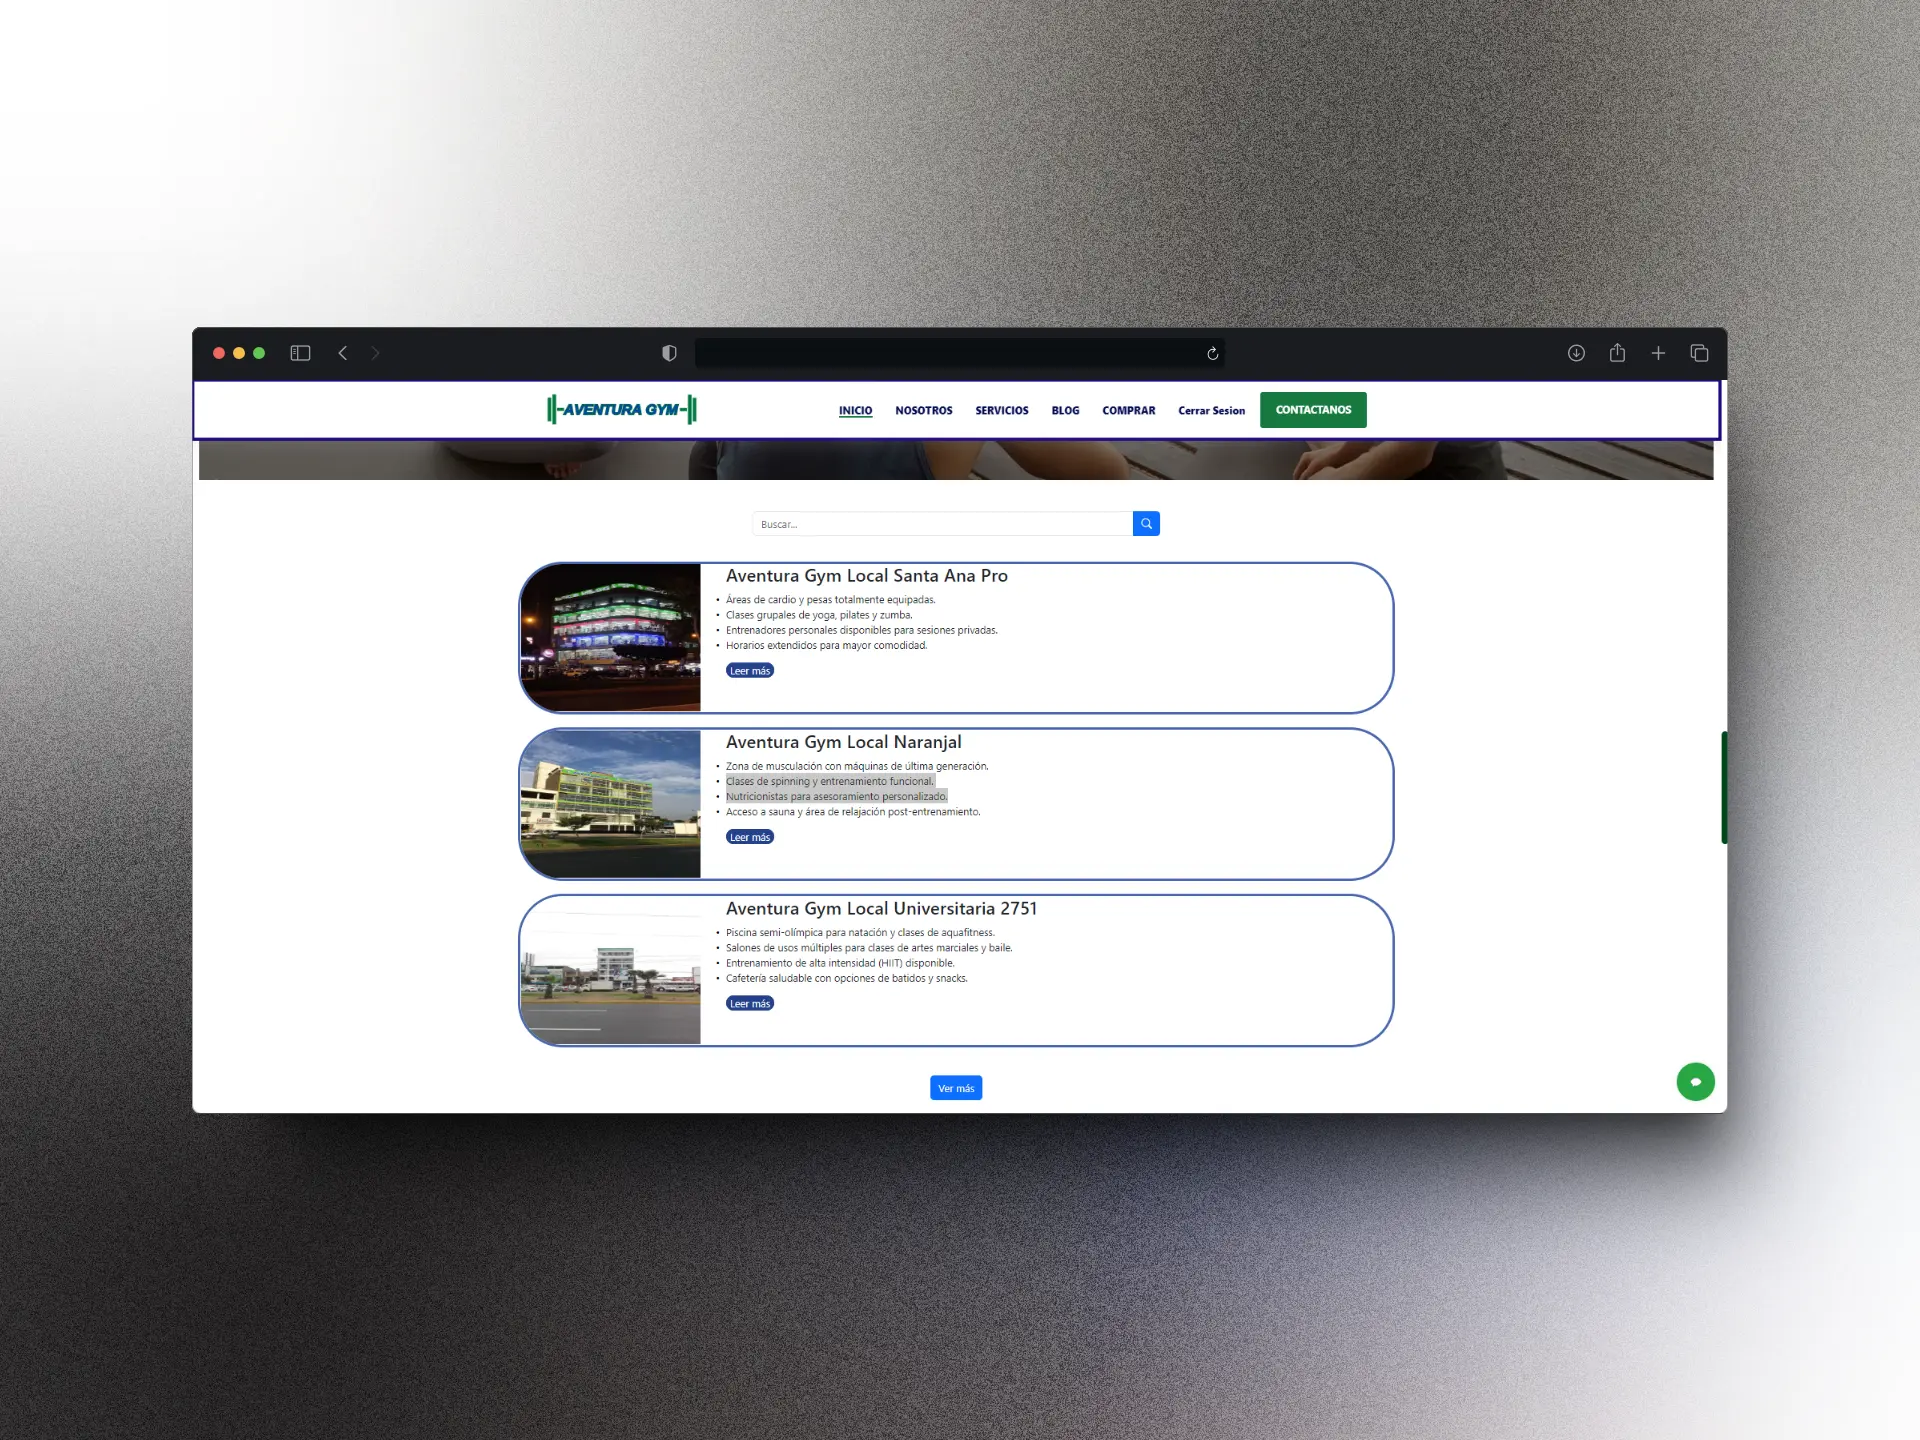 AVENTURA GYM
INICIO NOSOTROS SERVICIOS BLOG COMPRAR Cerrar Sesion CONTACTANOS
Buscar...
Aventura Gym Local Santa Ana Pro
• Áreas de cardio y pesas totalmente equipadas.
• Clases grupales de yoga, pilates y zumba.
• Entrenadores personales disponibles para sesiones privadas.
• Horarios extendidos para mayor comodidad.
Leer más
Aventura Gym Local Naranjal
• Zona de musculación con máquinas de última generación.
• Clases de spinning y entrenamiento funcional.
• Nutricionistas para asesoramiento personalizado.
• Acceso a sauna y área de relajación post-entrenamiento.
Leer más
Aventura Gym Local Universitaria 2751
• Piscina semi-olímpica para natación y clases de aquafitness.
• Salones de usos múltiples para clases de artes marciales y baile.
• Entrenamiento de alta intensidad (HIIT) disponible.
• Cafetería saludable con opciones de batidos y snacks.
Leer más
Ver más